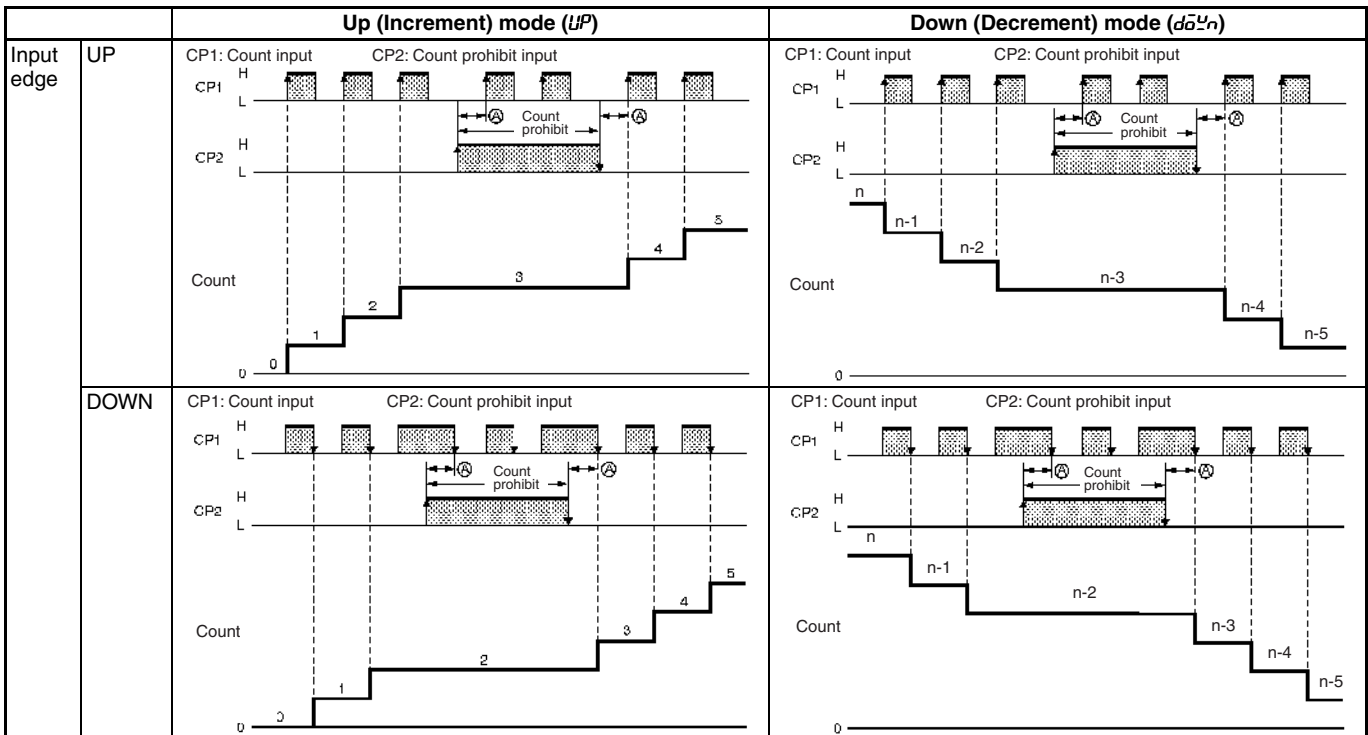 Up (Increment) mode (UP)
Down (Decrement) mode (doyn)
Input edge
UP
CP1: Count input CP2: Count prohibit input
H
CP1
L
Ⓐ Count prohibit Ⓐ
H
CP2
L
5
4
Count
3
2
1
0
0
CP1: Count input CP2: Count prohibit input
H
CP1
L
Ⓐ Count prohibit Ⓐ
H
CP2
L
n
n-1
n-2
Count
n-3
n-4
n-5
0
DOWN
CP1: Count input CP2: Count prohibit input
H
CP1
L
Ⓐ Count prohibit Ⓐ
H
CP2
L
5
4
Count
3
2
1
0
0
CP1: Count input CP2: Count prohibit input
H
CP1
L
Ⓐ Count prohibit Ⓐ
H
CP2
L
n
n-1
n-2
Count
n-3
n-4
n-5
0